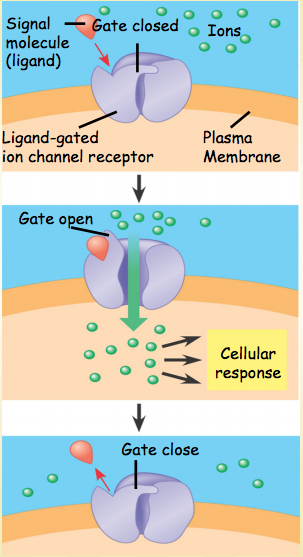 Signal
molecule
(ligand)
Gate closed
Ions
Ligand-gated
ion channel receptor
Plasma
Membrane
Gate open
Cellular
response
Gate close